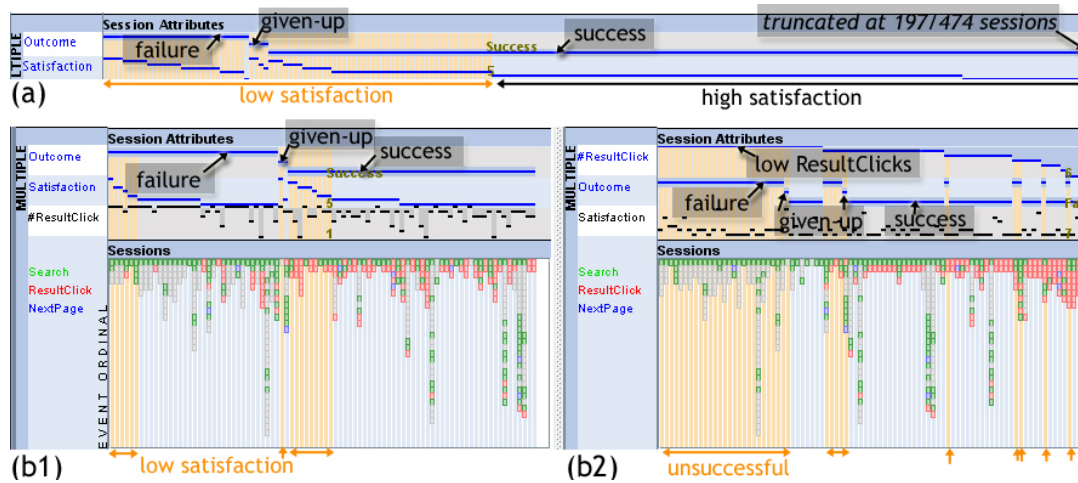 Session Attributes
given-up
truncated at 197/474 sessions
LTIPLE
Outcome
failure
Success
success
Satisfaction
5
(a)
low satisfaction
high satisfaction
Session Attributes
given-up
MULTIPLE
Outcome
failure
success
Success
Satisfaction
5
#ResultClick
1
Sessions
Search
ResultClick
NextPage
EVENT ORDINAL
(b1)
low satisfaction
Session Attributes
MULTIPLE
#ResultClick
low ResultClicks
6
Outcome
failure
given-up
success
Fa
Satisfaction
7
Sessions
Search
ResultClick
NextPage
(b2)
unsuccessful